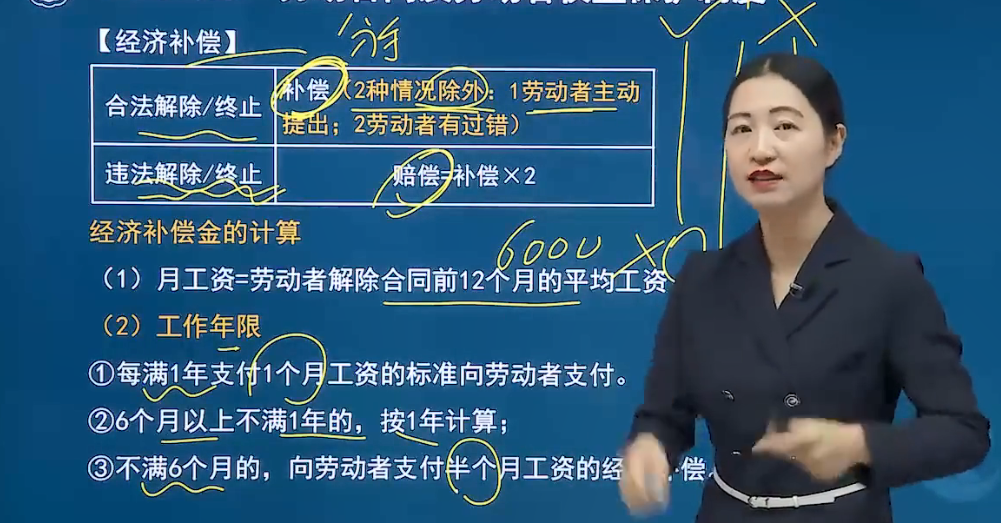 【经济补偿】
分手
合法解除/终止
补偿（2种情况除外：1劳动者主动
提出；2劳动者有过错）
违法解除/终止
赔偿=补偿×2
经济补偿金的计算
6000 ×
（1）月工资=劳动者解除合同前12个月的平均工资
（2）工作年限
①每满1年支付1个月工资的标准向劳动者支付。
②6个月以上不满1年的，按1年计算；
③不满6个月的，向劳动者支付半个月工资的经 偿